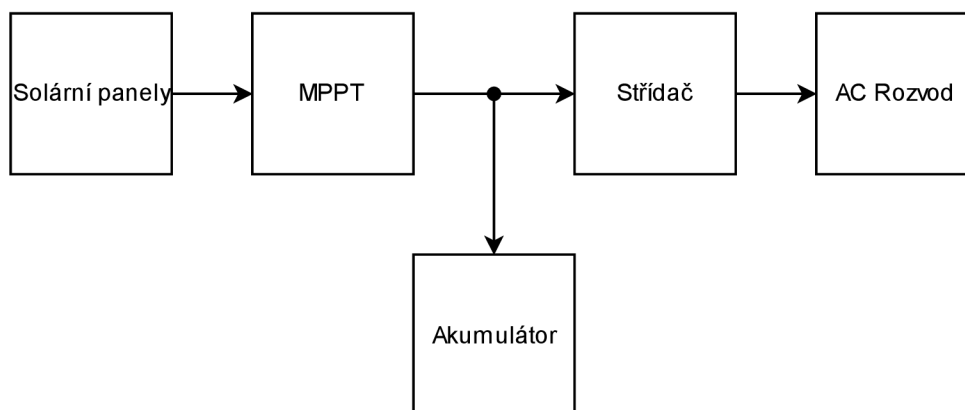 Solární panely
MPPT
Střídač
AC Rozvod
Akumulátor